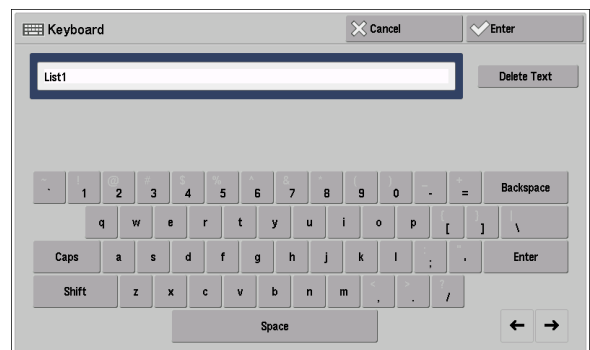 Keyboard Cancel Enter
List1 Delete Text
~ ! 1 @ 2 # 3 $ 4 % 5 6 & 7 * 8 ( 9 ) 0 _ - + = Backspace
q w e r t y u i o p { [ } ] | \
Caps a s d f g h j k l : ; " ' Enter
Shift z x c v b n m < , > . ? /
Space ← →